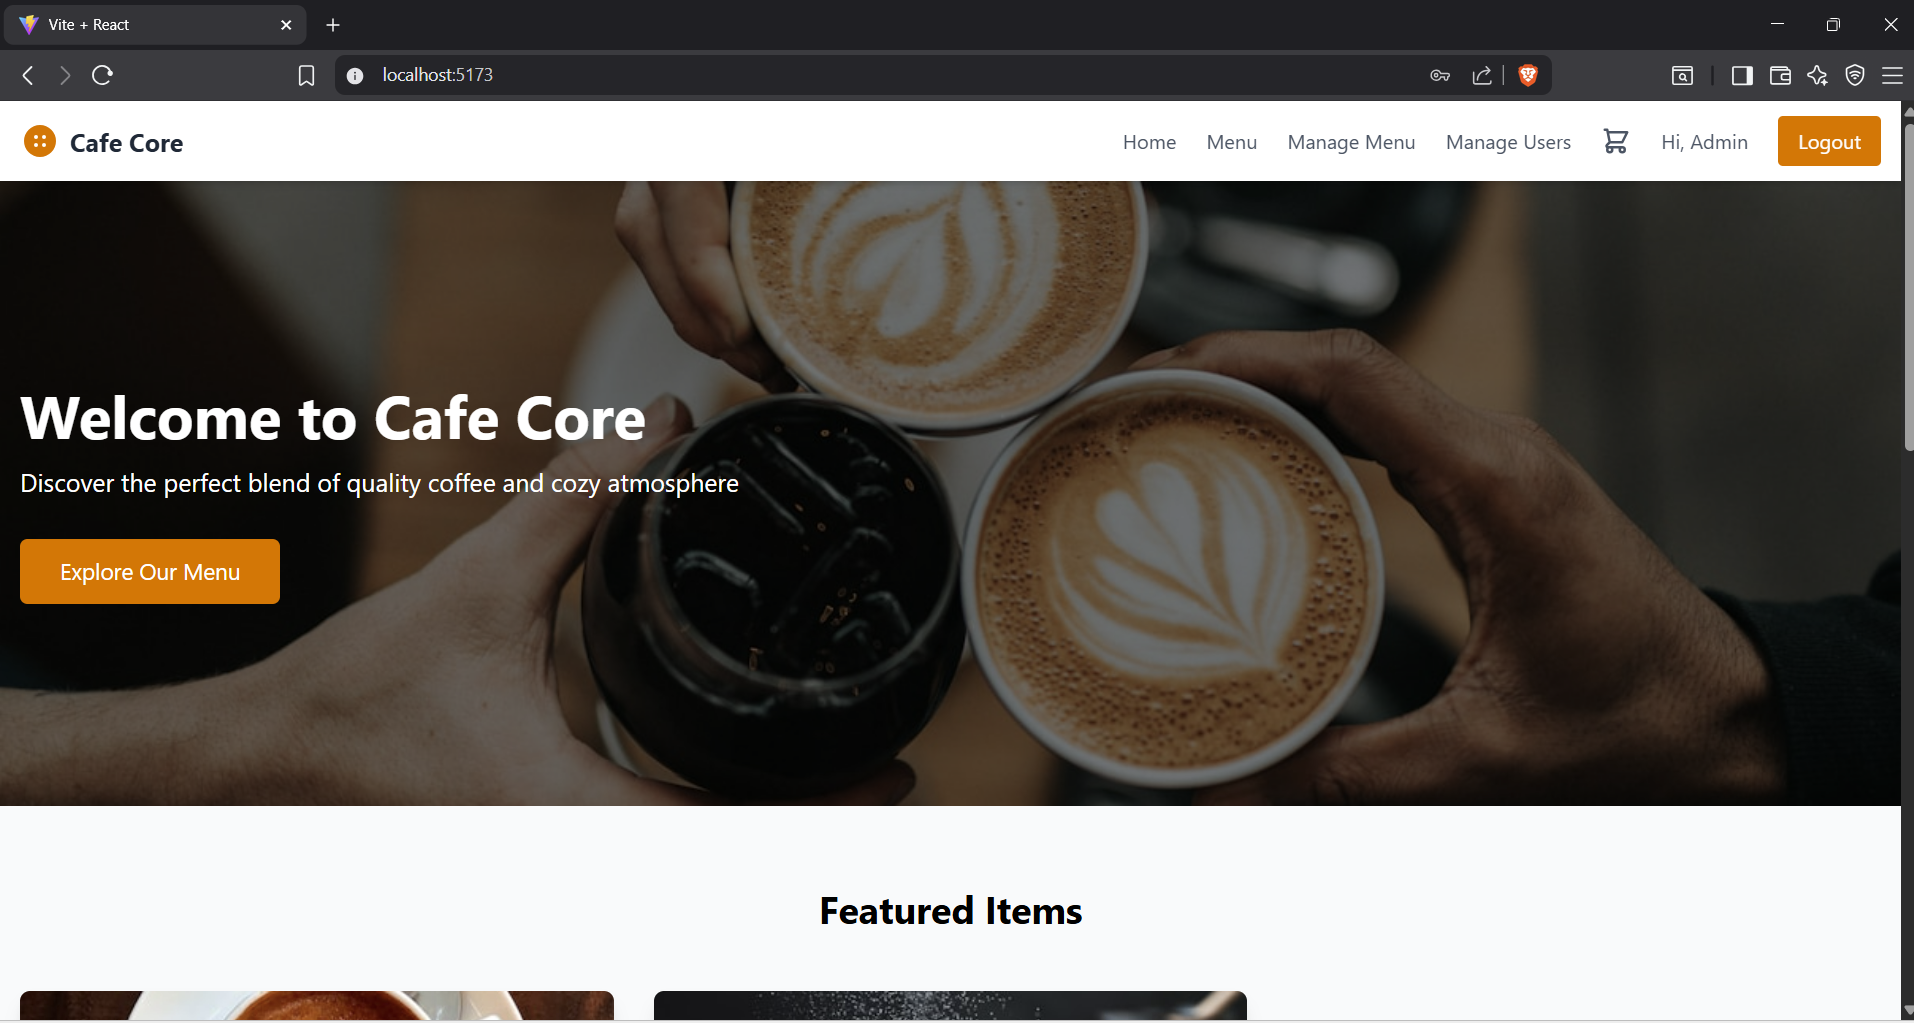 Vite + React
localhost:5173
Cafe Core
Home
Menu
Manage Menu
Manage Users
Hi, Admin
Logout
Welcome to Cafe Core
Discover the perfect blend of quality coffee and cozy atmosphere
Explore Our Menu
Featured Items